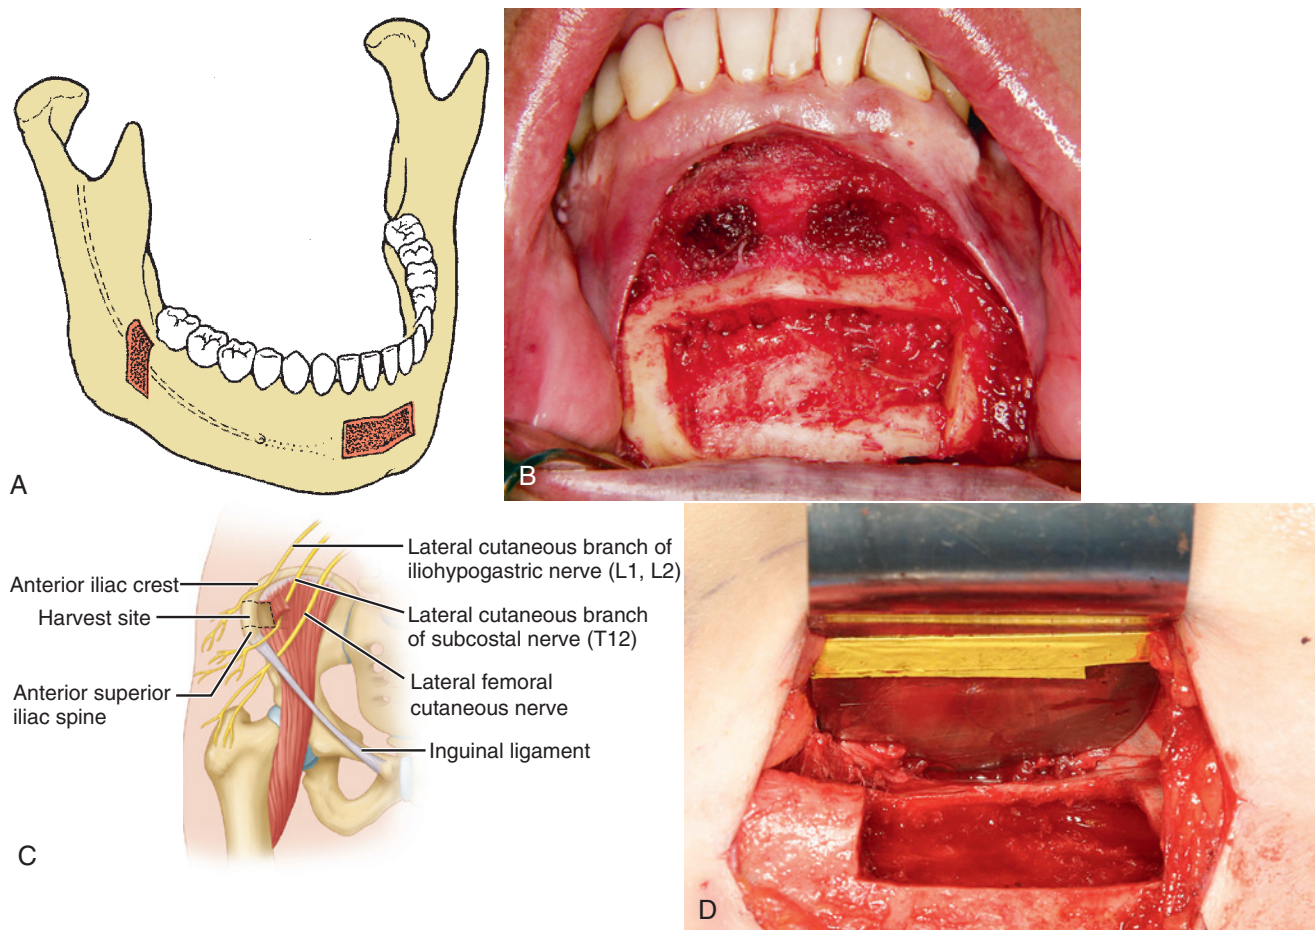 A
B
Lateral cutaneous branch of
iliohypogastric nerve (L1, L2)
Anterior iliac crest
Harvest site
Lateral cutaneous branch
of subcostal nerve (T12)
Anterior superior
iliac spine
Lateral femoral
cutaneous nerve
Inguinal ligament
C
D